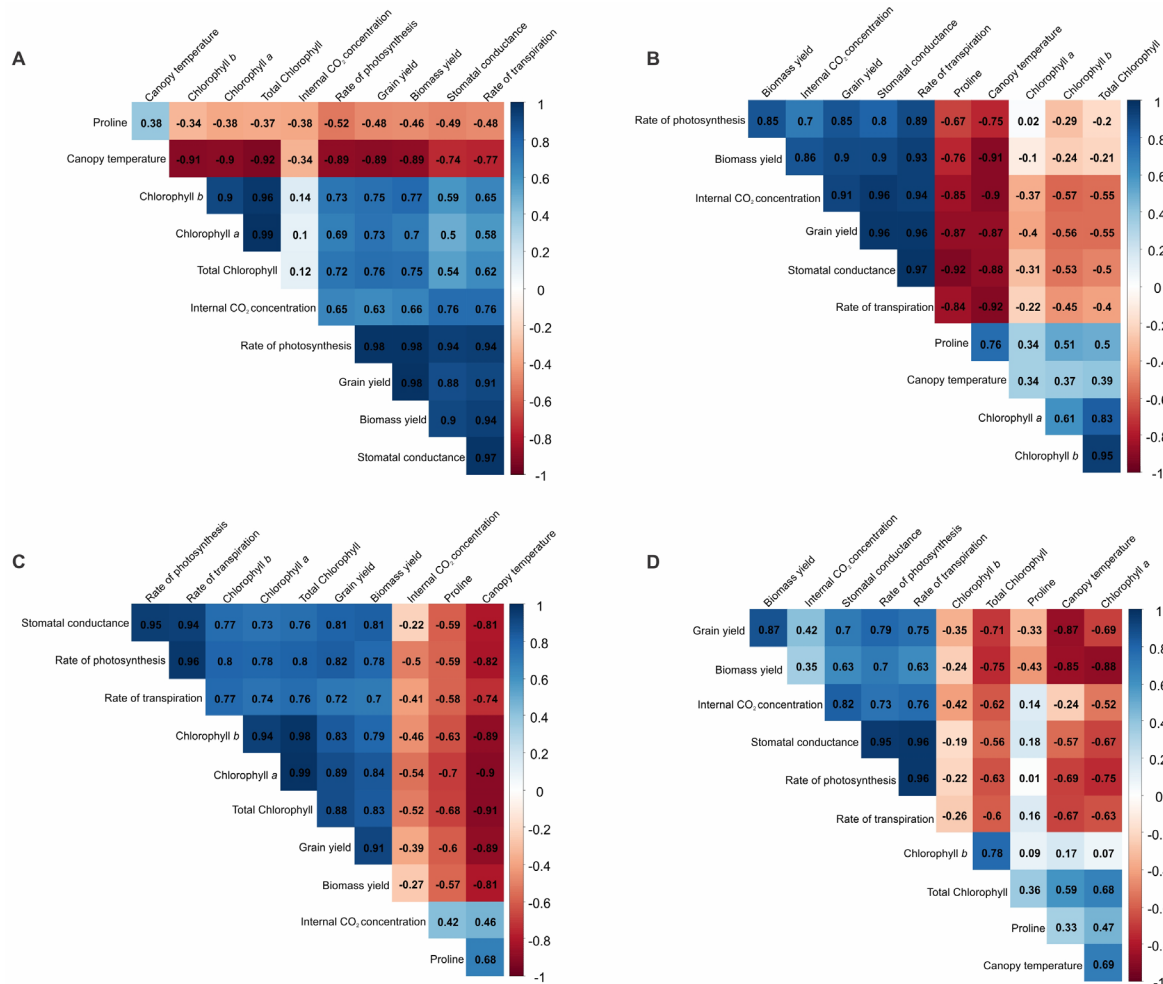 A
Canopy temperature
Chlorophyll b
Chlorophyll a
Total Chlorophyll
Internal CO₂ concentration
Rate of photosynthesis
Grain yield
Biomass yield
Stomatal conductance
Rate of transpiration
Proline 0.38 -0.34 -0.38 -0.37 -0.38 -0.52 -0.48 -0.46 -0.49 -0.48
Canopy temperature -0.91 -0.9 -0.92 -0.34 -0.89 -0.89 -0.89 -0.74 -0.77
Chlorophyll b 0.9 0.96 0.14 0.73 0.75 0.77 0.59 0.65
Chlorophyll a 0.99 0.1 0.69 0.73 0.7 0.5 0.58
Total Chlorophyll 0.12 0.72 0.76 0.75 0.54 0.62
Internal CO₂ concentration 0.65 0.63 0.66 0.76 0.76
Rate of photosynthesis 0.98 0.98 0.94 0.94
Grain yield 0.98 0.88 0.91
Biomass yield 0.9 0.94
Stomatal conductance 0.97
1
0.8
0.6
0.4
0.2
0
-0.2
-0.4
-0.6
-0.8
-1
B
Biomass yield
Internal CO₂ concentration
Grain yield
Stomatal conductance
Rate of transpiration
Proline
Canopy temperature
Chlorophyll a
Chlorophyll b
Total Chlorophyll
Rate of photosynthesis 0.85 0.7 0.85 0.8 0.89 -0.67 -0.75 0.02 -0.29 -0.2
Biomass yield 0.86 0.9 0.9 0.93 -0.76 -0.91 -0.1 -0.24 -0.21
Internal CO₂ concentration 0.91 0.96 0.94 -0.85 -0.9 -0.37 -0.57 -0.55
Grain yield 0.96 0.96 -0.87 -0.87 -0.4 -0.56 -0.55
Stomatal conductance 0.97 -0.92 -0.88 -0.31 -0.53 -0.5
Rate of transpiration -0.84 -0.92 -0.22 -0.45 -0.4
Proline 0.76 0.34 0.51 0.5
Canopy temperature 0.34 0.37 0.39
Chlorophyll a 0.61 0.83
Chlorophyll b 0.95
1
0.8
0.6
0.4
0.2
0
-0.2
-0.4
-0.6
-0.8
-1
C
Rate of photosynthesis
Rate of transpiration
Chlorophyll b
Chlorophyll a
Total Chlorophyll
Grain yield
Biomass yield
Internal CO₂ concentration
Proline
Canopy temperature
Stomatal conductance 0.95 0.94 0.77 0.73 0.76 0.81 0.81 -0.22 -0.59 -0.81
Rate of photosynthesis 0.96 0.8 0.78 0.8 0.82 0.78 -0.5 -0.59 -0.82
Rate of transpiration 0.77 0.74 0.76 0.72 0.7 -0.41 -0.58 -0.74
Chlorophyll b 0.94 0.98 0.83 0.79 -0.46 -0.63 -0.89
Chlorophyll a 0.99 0.89 0.84 -0.54 -0.7 -0.9
Total Chlorophyll 0.88 0.83 -0.52 -0.68 -0.91
Grain yield 0.91 -0.39 -0.6 -0.89
Biomass yield -0.27 -0.57 -0.81
Internal CO₂ concentration 0.42 0.46
Proline 0.68
1
0.8
0.6
0.4
0.2
0
-0.2
-0.4
-0.6
-0.8
-1
D
Biomass yield
Internal CO₂ concentration
Stomatal conductance
Rate of photosynthesis
Rate of transpiration
Chlorophyll b
Total Chlorophyll
Proline
Canopy temperature
Chlorophyll a
Grain yield 0.87 0.42 0.7 0.79 0.75 -0.35 -0.71 -0.33 -0.87 -0.69
Biomass yield 0.35 0.63 0.7 0.63 -0.24 -0.75 -0.43 -0.85 -0.88
Internal CO₂ concentration 0.82 0.73 0.76 -0.42 -0.62 0.14 -0.24 -0.52
Stomatal conductance 0.95 0.96 -0.19 -0.56 0.18 -0.57 -0.67
Rate of photosynthesis 0.96 -0.22 -0.63 0.01 -0.69 -0.75
Rate of transpiration -0.26 -0.6 0.16 -0.67 -0.63
Chlorophyll b 0.78 0.09 0.17 0.07
Total Chlorophyll 0.36 0.59 0.68
Proline 0.33 0.47
Canopy temperature 0.69
1